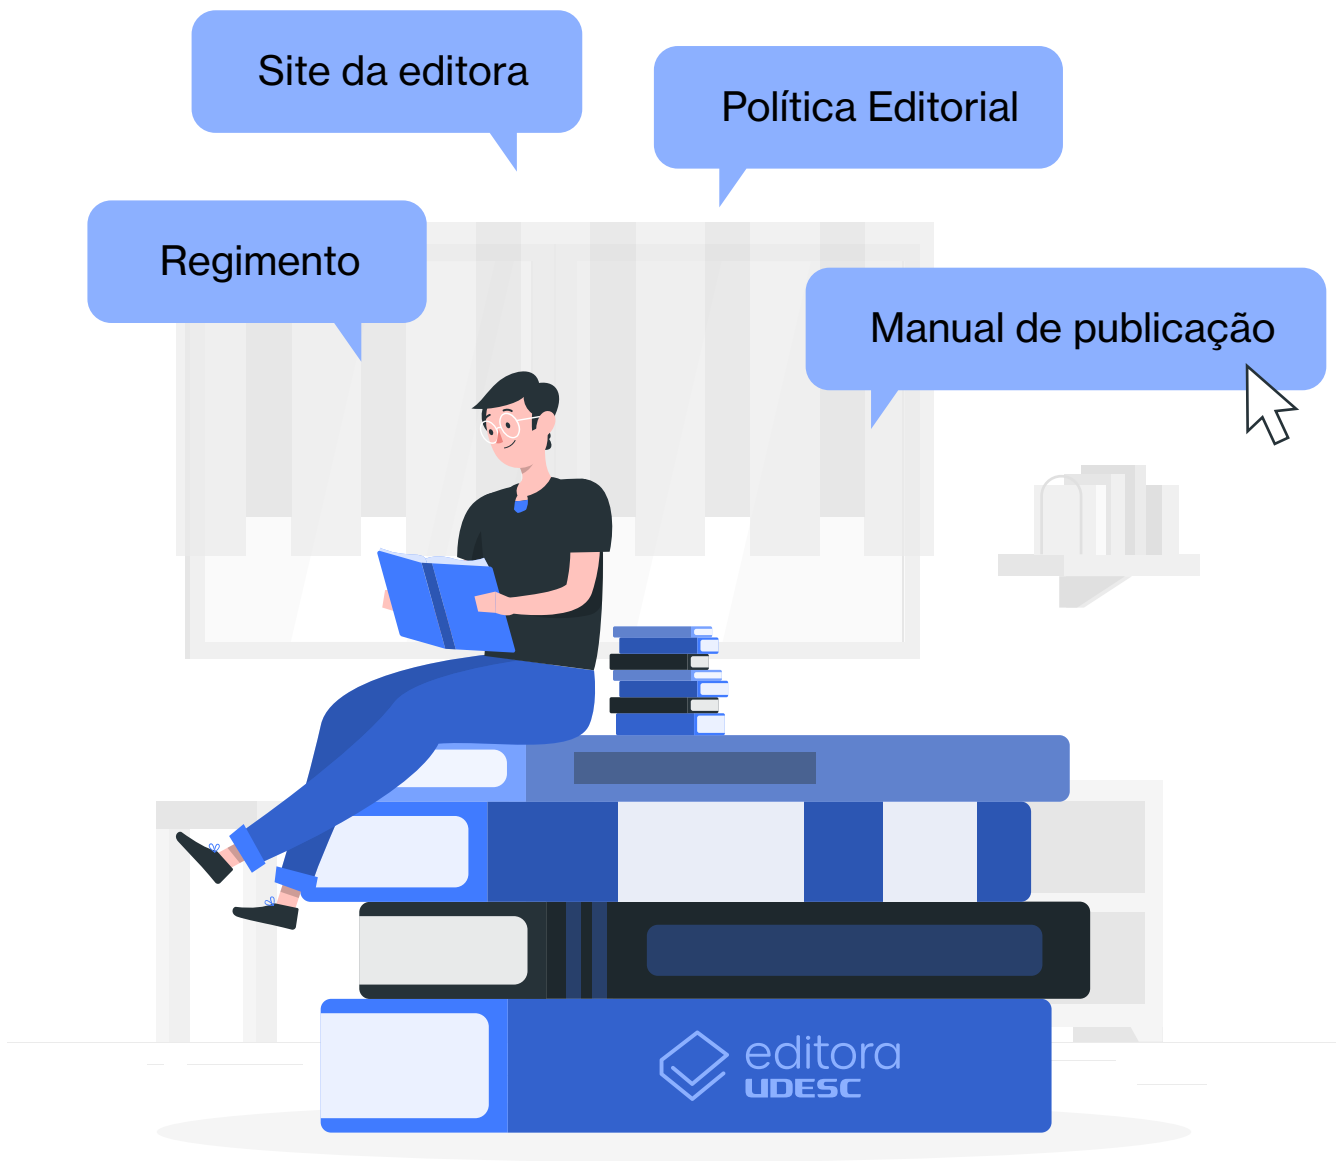 Site da editora
Política Editorial
Regimento
Manual de publicação
editora
UDESC